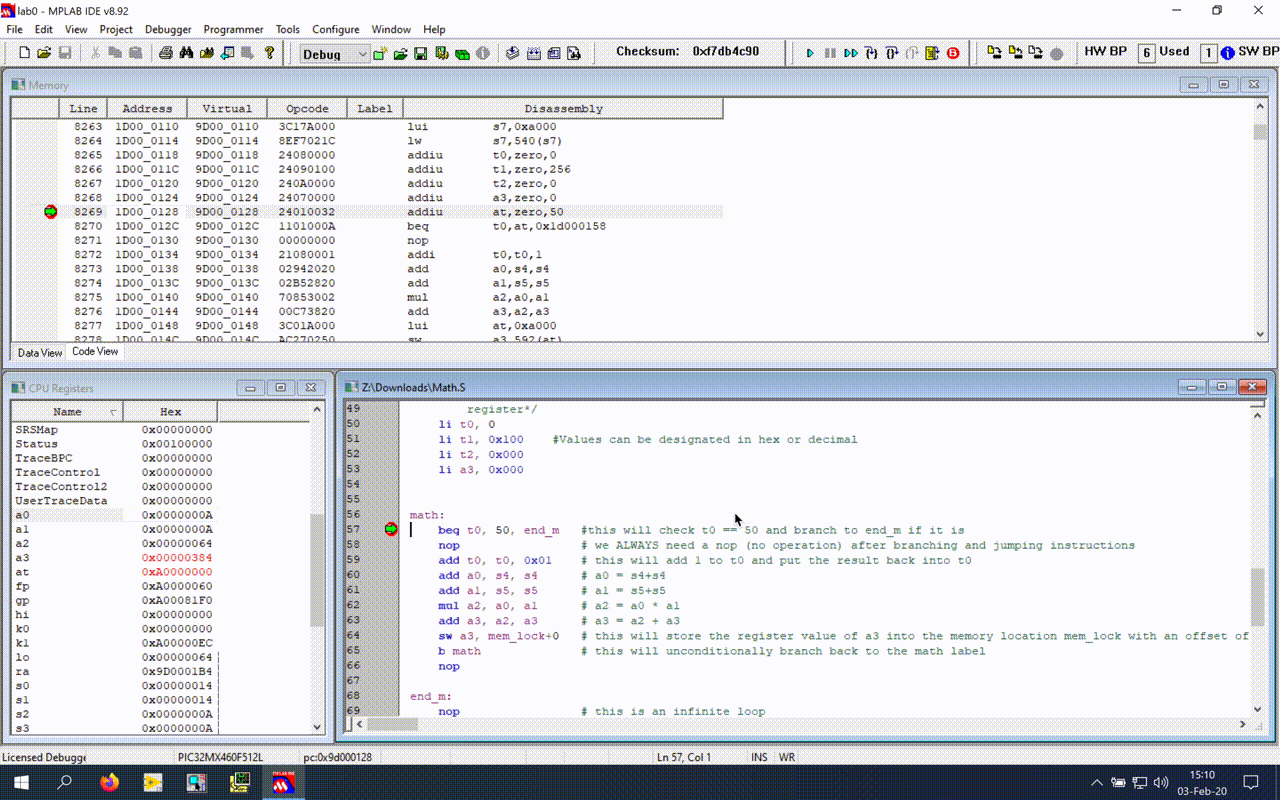 lab0 - MPLAB IDE v8.92
File Edit View Project Debugger Programmer Tools Configure Window Help
Debug Checksum: 0xf7db4c90 HW BP 6 Used 1 SW BP
Memory
Line Address Virtual Opcode Label Disassembly
8263 1D00_0110 9D00_0110 3C17A000 lui s7,0xa000
8264 1D00_0114 9D00_0114 8EF7021C lw s7,540(s7)
8265 1D00_0118 9D00_0118 24080000 addiu t0,zero,0
8266 1D00_011C 9D00_011C 24090100 addiu t1,zero,256
8267 1D00_0120 9D00_0120 240A0000 addiu t2,zero,0
8268 1D00_0124 9D00_0124 24070000 addiu a3,zero,0
8269 1D00_0128 9D00_0128 24010032 addiu at,zero,50
8270 1D00_012C 9D00_012C 1101000A beq t0,at,0x1d000158
8271 1D00_0130 9D00_0130 00000000 nop
8272 1D00_0134 9D00_0134 21080001 addi t0,t0,1
8273 1D00_0138 9D00_0138 02942020 add a0,s4,s4
8274 1D00_013C 9D00_013C 02B52820 add a1,s5,s5
8275 1D00_0140 9D00_0140 70853002 mul a2,a0,a1
8276 1D00_0144 9D00_0144 00C73820 add a3,a2,a3
8277 1D00_0148 9D00_0148 3C01A000 lui at,0xa000
8278 1D00_014C 9D00_014C AC270250 sw a3,592(at)
Data View Code View
CPU Registers
Name Hex
SRSMap 0x00000000
Status 0x00100000
TraceBPC 0x00000000
TraceControl 0x00000000
TraceControl2 0x00000000
UserTraceData 0x00000000
a0 0x0000000A
a1 0x0000000A
a2 0x00000064
a3 0x00000384
at 0xA0000000
fp 0xA0000060
gp 0xA00081F0
hi 0x00000000
k0 0x00000000
k1 0xA00000EC
lo 0x00000064
ra 0x9D0001B4
s0 0x00000014
s1 0x00000014
s2 0x0000000A
s3 0x0000000A
Z:\Downloads\Math.S
49 register*/
50 li t0, 0
51 li t1, 0x100 #Values can be designated in hex or decimal
52 li t2, 0x000
53 li a3, 0x000
54
55
56 math:
57 beq t0, 50, end_m #this will check t0 == 50 and branch to end_m if it is
58 nop # we ALWAYS need a nop (no operation) after branching and jumping instructions
59 add t0, t0, 0x01 # this will add 1 to t0 and put the result back into t0
60 add a0, s4, s4 # a0 = s4+s4
61 add a1, s5, s5 # a1 = s5+s5
62 mul a2, a0, a1 # a2 = a0 * a1
63 add a3, a2, a3 # a3 = a2 + a3
64 sw a3, mem_lock+0 # this will store the register value of a3 into the memory location mem_lock with an offset of
65 b math # this will unconditionally branch back to the math label
66 nop
67
68 end_m:
69 nop # this is an infinite loop
Licensed Debugge PIC32MX460F512L pc:0x9d000128 Ln 57, Col 1 INS WR
15:10
03-Feb-20